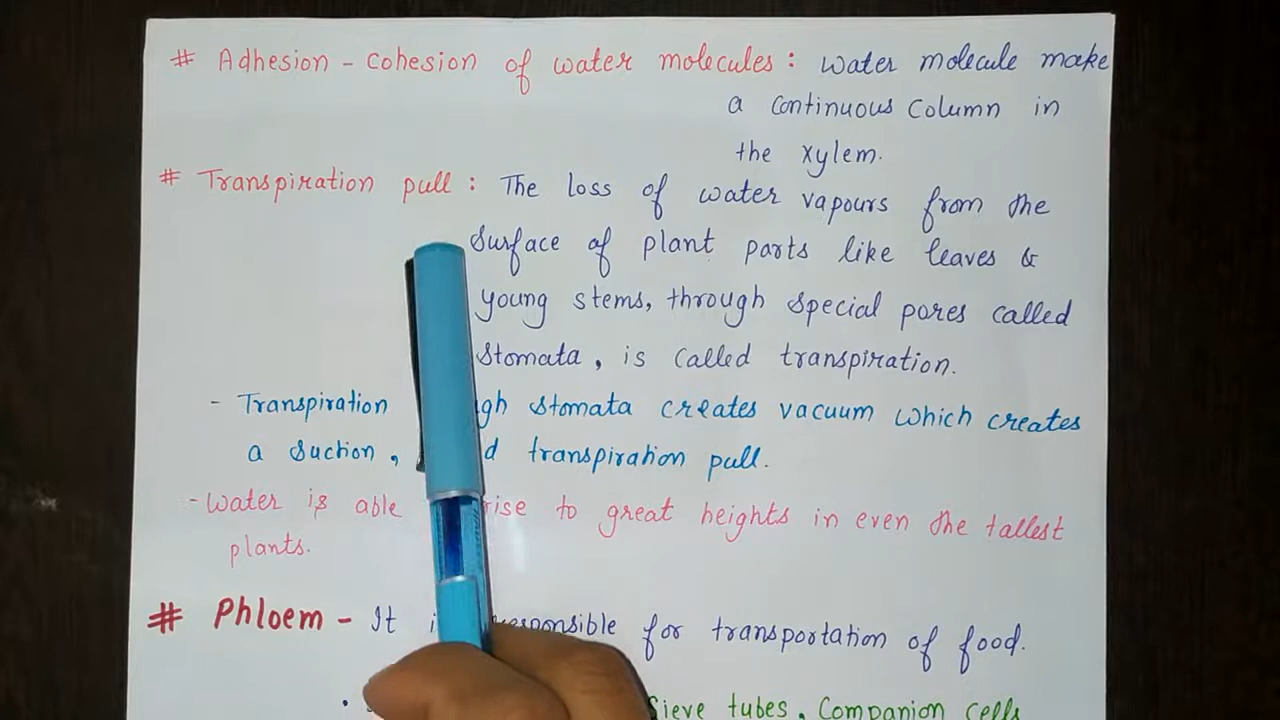 # Adhesion - cohesion of water molecules : water molecule make
a continuous column in
the xylem.
# Transpiration pull : The loss of water vapours from the
surface of plant parts like leaves &
young stems, through special pores called
stomata, is called transpiration.
- Transpiration gh stomata creates vacuum which creates
a suction, d transpiration pull.
- Water is able rise to great heights in even the tallest
plants.
# Phloem - It responsible for transportation of food.
Sieve tubes, Companion cells